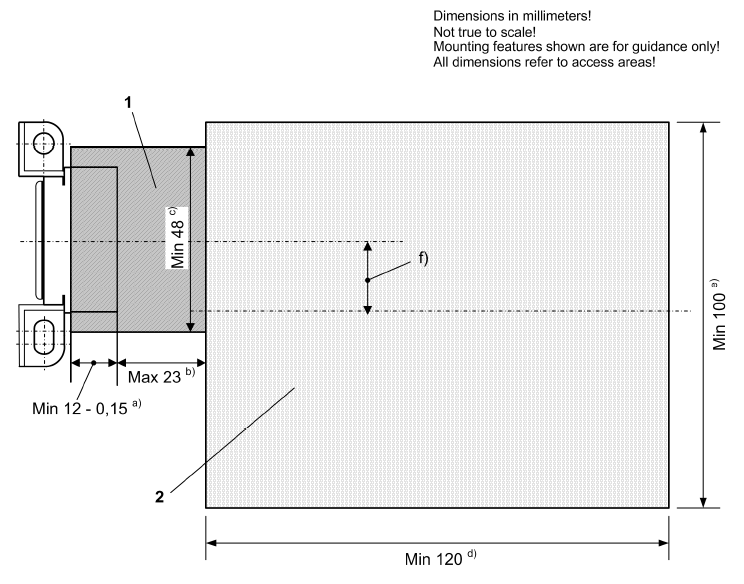 Dimensions in millimeters!
Not true to scale!
Mounting features shown are for guidance only!
All dimensions refer to access areas!
1
Min 48 c)
f)
Min 100 a)
Max 23 b)
Min 12 - 0,15 a)
2
Min 120 d)